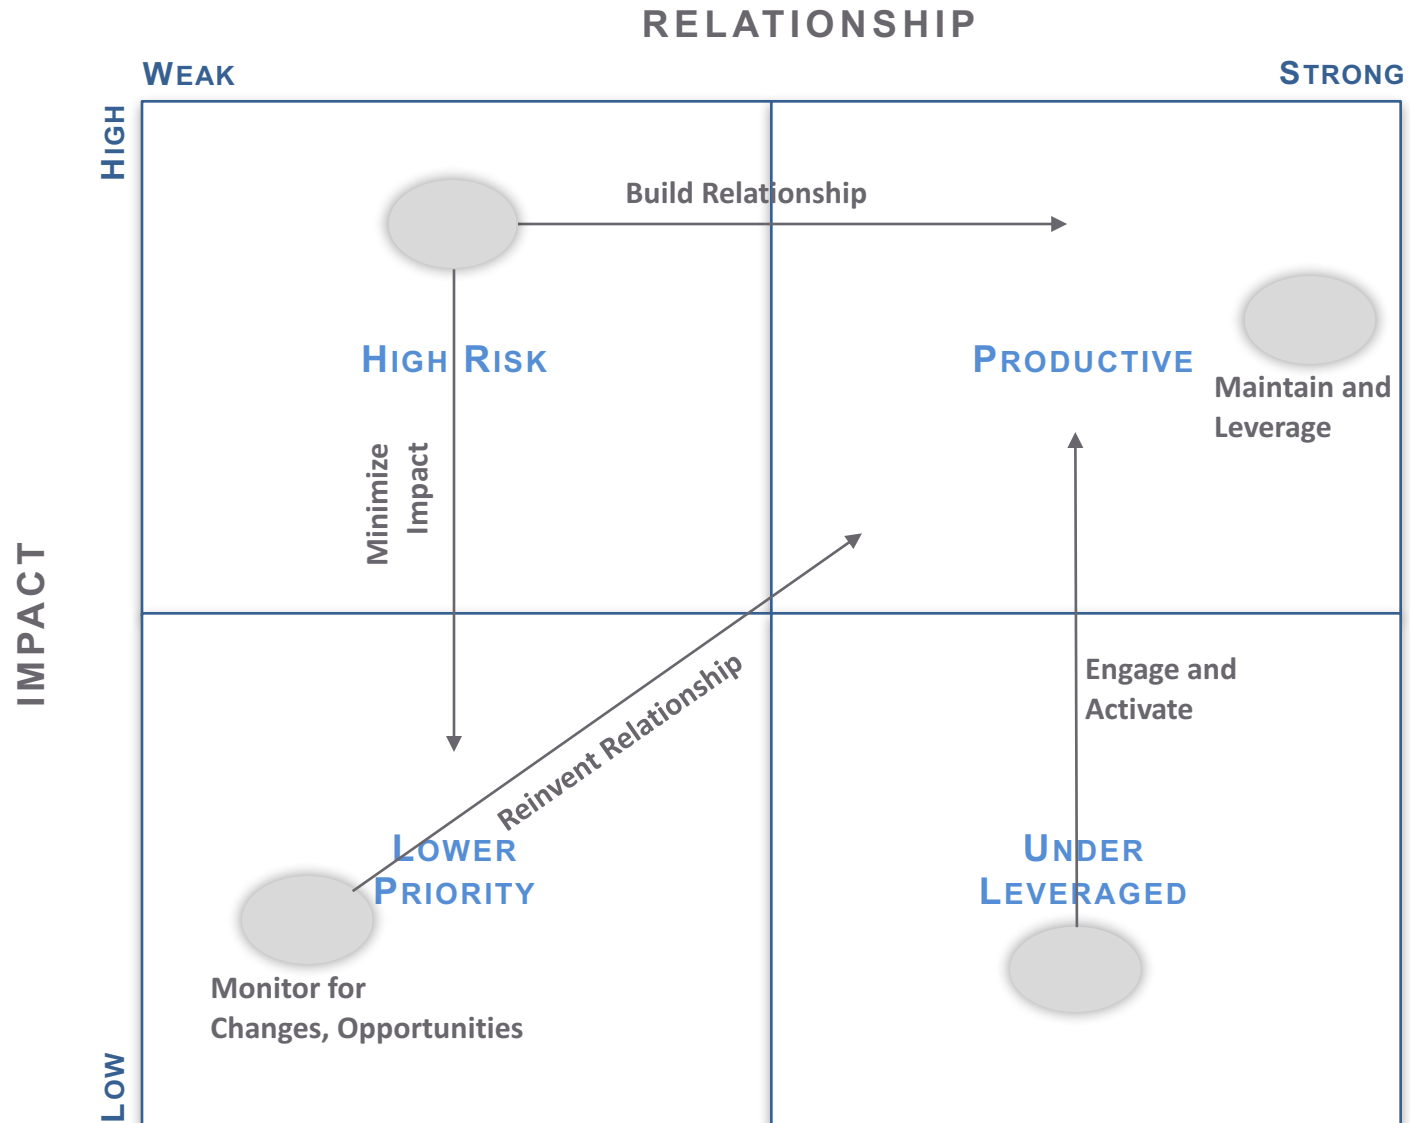 RELATIONSHIP
WEAK
STRONG
HIGH
Build Relationship
HIGH RISK
PRODUCTIVE
Maintain and
Leverage
Minimize
Impact
IMPACT
Reinvent Relationship
Engage and
Activate
LOWER
PRIORITY
UNDER
LEVERAGED
Monitor for
Changes, Opportunities
LOW